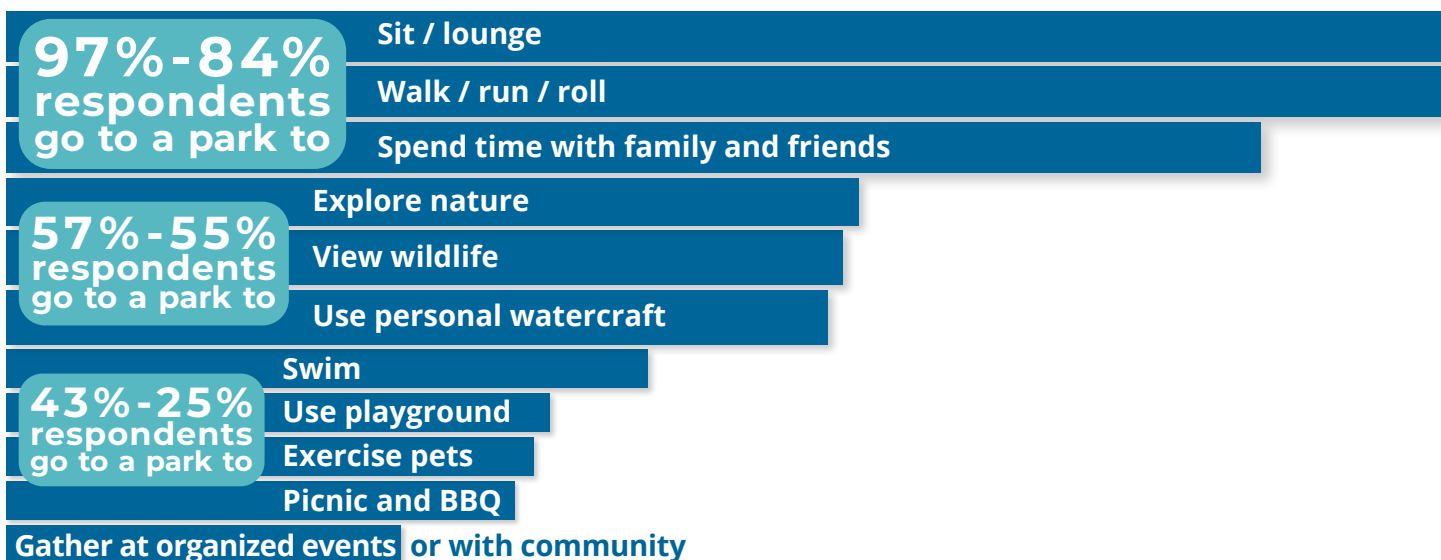 97%-84%
respondents
go to a park to
Sit / lounge
Walk / run / roll
Spend time with family and friends
57%-55%
respondents
go to a park to
Explore nature
View wildlife
Use personal watercraft
43%-25%
respondents
go to a park to
Swim
Use playground
Exercise pets
Picnic and BBQ
Gather at organized events or with community